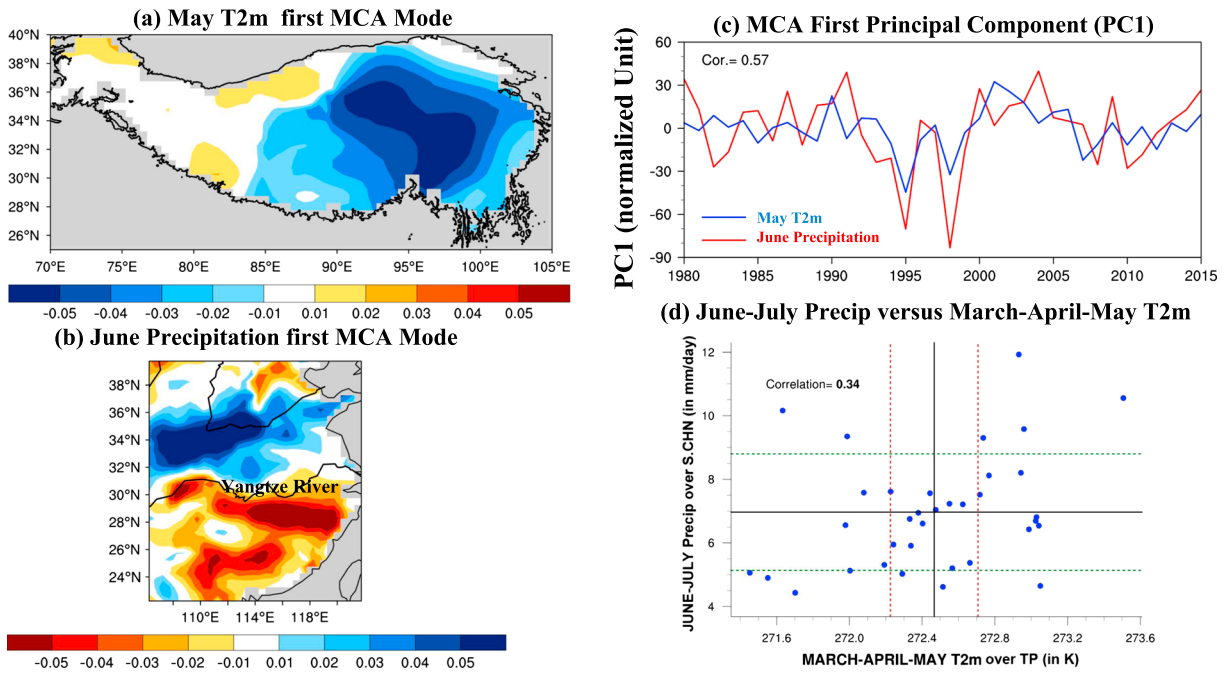 (a) May T2m first MCA Mode
40°N
38°N
36°N
34°N
32°N
30°N
28°N
26°N
70°E 75°E 80°E 85°E 90°E 95°E 100°E 105°E
-0.05 -0.04 -0.03 -0.02 -0.01 0.01 0.02 0.03 0.04 0.05
(b) June Precipitation first MCA Mode
38°N
36°N
34°N
32°N
30°N
28°N
26°N
24°N
Yangtze River
110°E 114°E 118°E
-0.05 -0.04 -0.03 -0.02 -0.01 0.01 0.02 0.03 0.04 0.05
(c) MCA First Principal Component (PC1)
PC1 (normalized Unit)
60
30
0
-30
-60
-90
Cor.= 0.57
May T2m
June Precipitation
1980 1985 1990 1995 2000 2005 2010 2015
(d) June-July Precip versus March-April-May T2m
JUNE-JULY Precip over S.CHN (in mm/day)
12
10
8
6
4
Correlation= 0.34
271.6 272.0 272.4 272.8 273.2 273.6
MARCH-APRIL-MAY T2m over TP (in K)